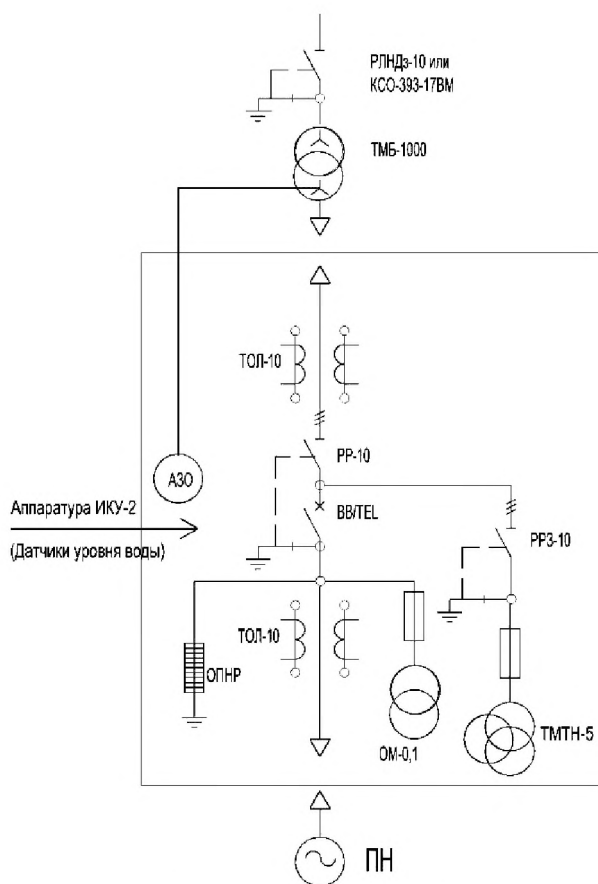 РЛНДз-10 или
КСО-393-17ВМ
ТМБ-1000
ТОЛ-10
РР-10
АЗО
Аппаратура ИКУ-2
(Датчики уровня воды)
ВВ/TEL
РРЗ-10
ТОЛ-10
ОПНР
ОМ-0,1
ТМТН-5
ПН